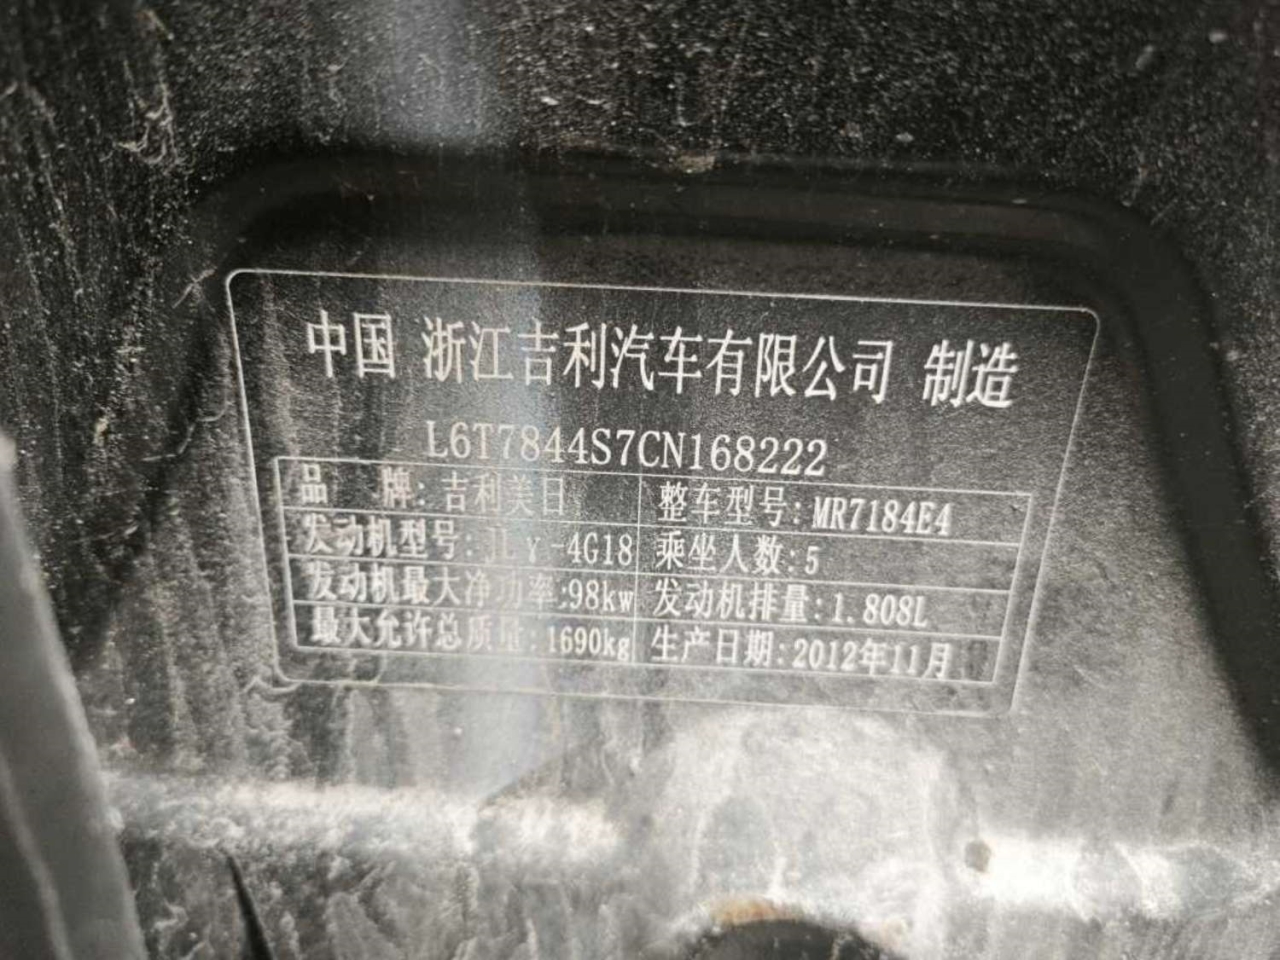 中国 浙江吉利汽车有限公司 制造
L6T7844S7CN168222
品 牌:吉利美日 整车型号:MR7184E4
发动机型号:JLγ-4G18 乘坐人数:5
发动机最大净功率:98kw 发动机排量:1.808L
最大允许总质量:1690kg 生产日期:2012年11月